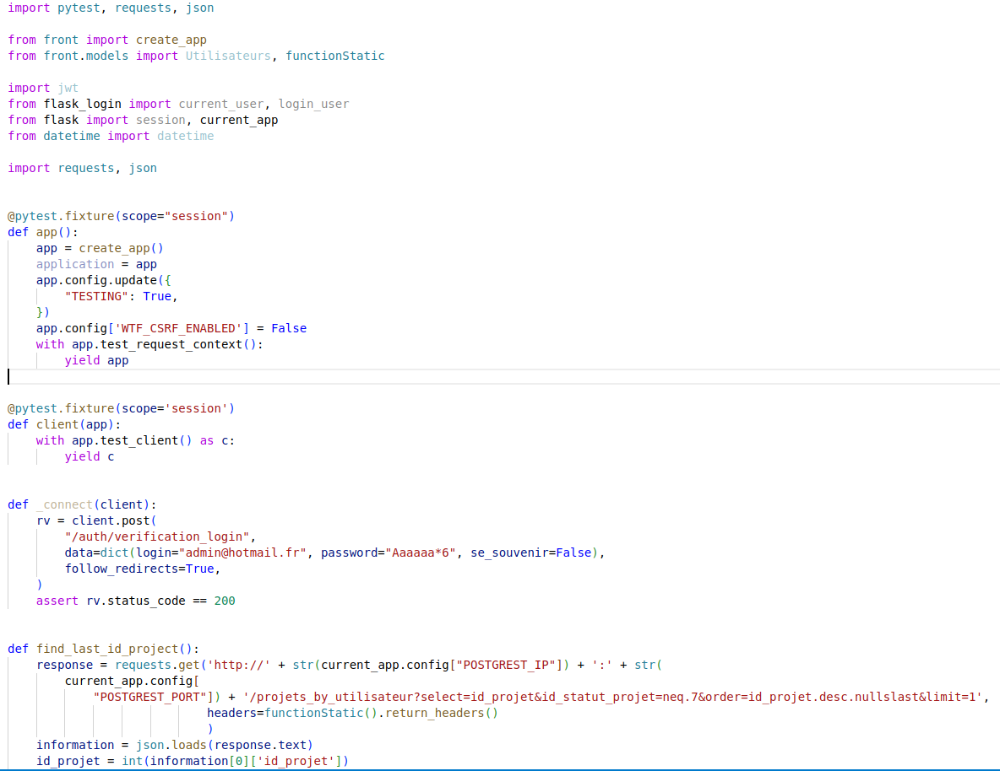 import pytest, requests, json
from front import create_app
from front.models import Utilisateurs, functionStatic
import jwt
from flask_login import current_user, login_user
from flask import session, current_app
from datetime import datetime
import requests, json
@pytest.fixture(scope="session")
def app():
    app = create_app()
    application = app
    app.config.update({
        "TESTING": True,
    })
    app.config['WTF_CSRF_ENABLED'] = False
    with app.test_request_context():
        yield app
@pytest.fixture(scope='session')
def client(app):
    with app.test_client() as c:
        yield c
def _connect(client):
    rv = client.post(
        "/auth/verification_login",
        data=dict(login="admin@hotmail.fr", password="Aaaaaa*6", se_souvenir=False),
        follow_redirects=True,
    )
    assert rv.status_code == 200
def find_last_id_project():
    response = requests.get('http://' + str(current_app.config["POSTGREST_IP"]) + ':' + str(
        current_app.config[
            "POSTGREST_PORT"]) + '/projets_by_utilisateur?select=id_projet&id_statut_projet=neq.7&order=id_projet.desc.nullslast&limit=1',
                            headers=functionStatic().return_headers()
                            )
    information = json.loads(response.text)
    id_projet = int(information[0]['id_projet'])